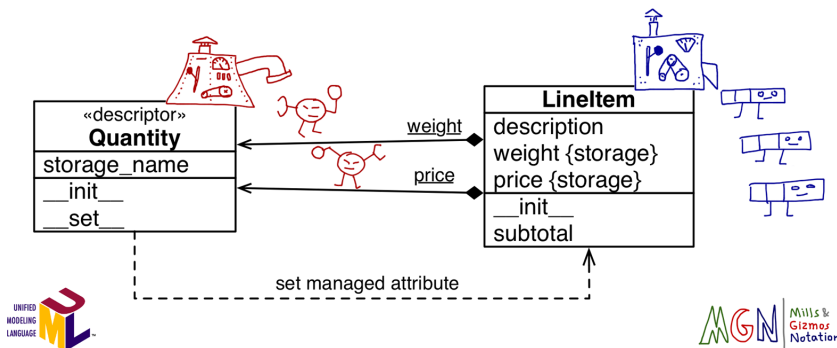 «descriptor»
Quantity
storage_name
__init__
__set__
weight
price
LineItem
description
weight {storage}
price {storage}
__init__
subtotal
set managed attribute
UNIFIED
MODELING
LANGUAGE
UML
TM
MGN
Mills &
Gizmos
Notation